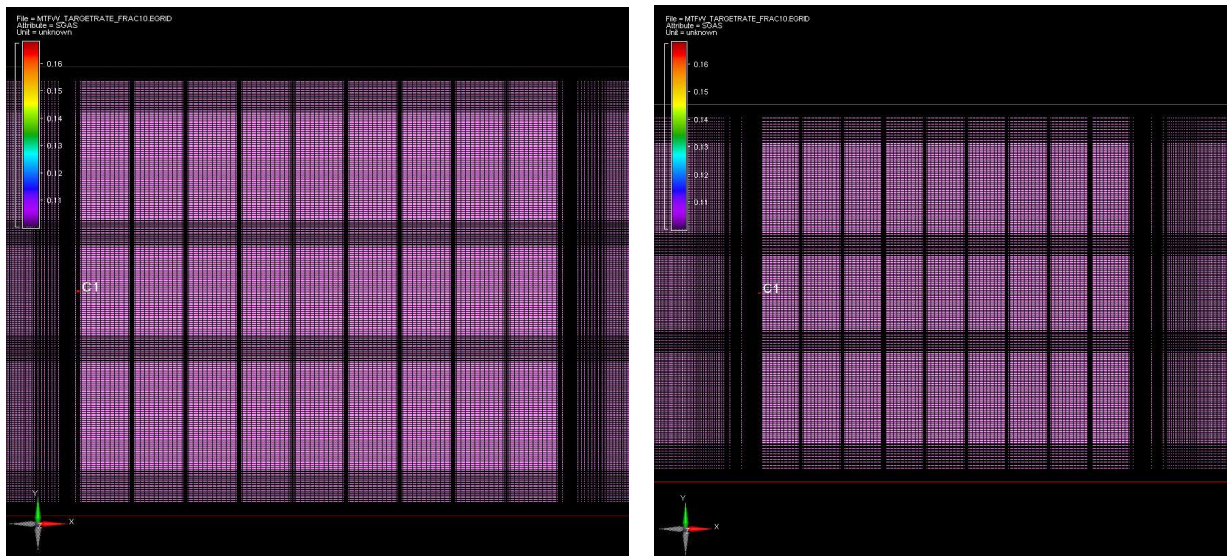 File = MTFW_TARGETRATE_FRAC10.EGRID
Attribute = SGAS
Unit = unknown
0.16
0.15
0.14
0.13
0.12
0.11
C1
Y
X
File = MTFW_TARGETRATE_FRAC10.EGRID
Attribute = SGAS
Unit = unknown
0.16
0.15
0.14
0.13
0.12
0.11
C1
Y
X